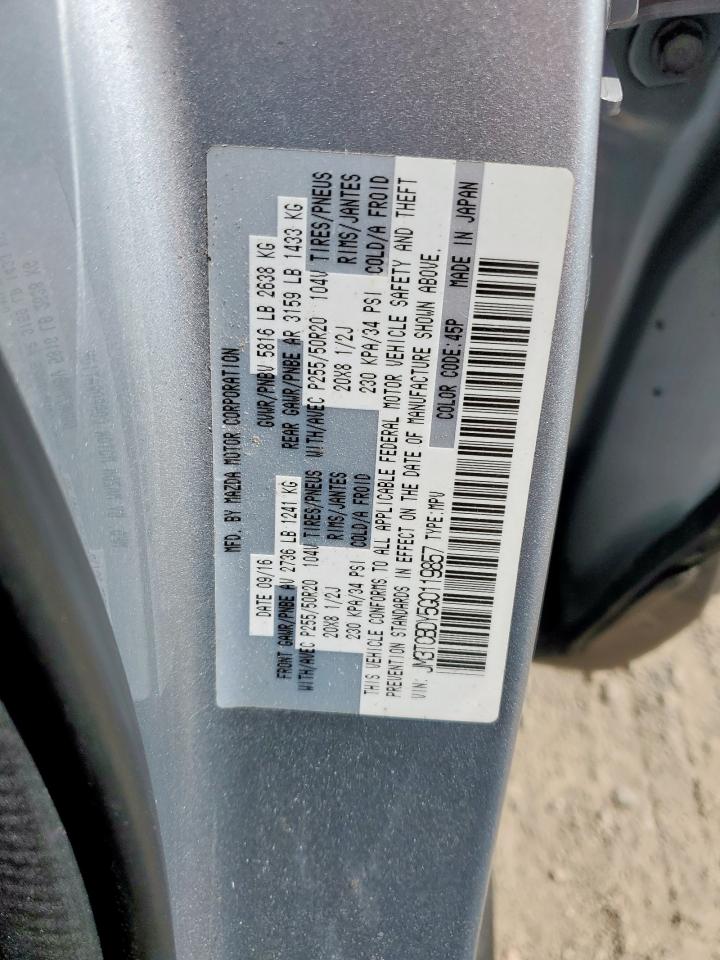 MFD. BY MAZDA MOTOR CORPORATION
DATE 09/16 GVWR/PNBV 5816 LB 2638 KG
FRONT GAWR/PNBE AV 2736 LB 1241 KG REAR GAWR/PNBE AR 3159 LB 1433 KG
WITH/AVEC P255/50R20 104V TIRES/PNEUS WITH/AVEC P255/50R20 104V TIRES/PNEUS
20X8 1/2J RIMS/JANTES 20X8 1/2J RIMS/JANTES
230 KPA/34 PSI COLD/A FROID 230 KPA/34 PSI COLD/A FROID
THIS VEHICLE CONFORMS TO ALL APPLICABLE FEDERAL MOTOR VEHICLE SAFETY AND THEFT
PREVENTION STANDARDS IN EFFECT ON THE DATE OF MANUFACTURE SHOWN ABOVE.
VIN: JM3TCBDY5G0119857 TYPE:MPV COLOR CODE:45P MADE IN JAPAN